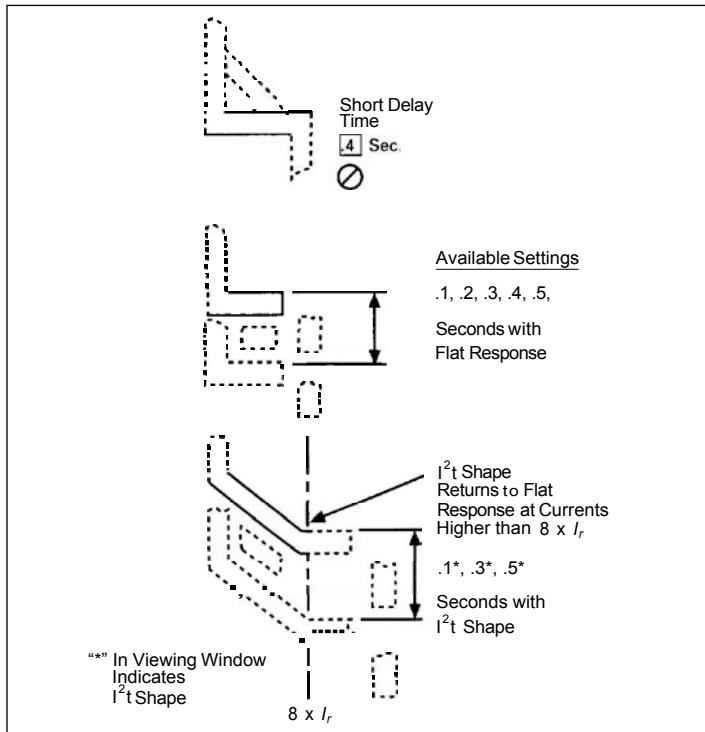 Short Delay
Time
.4 Sec.
Available Settings
.1, .2, .3, .4, .5,
Seconds with
Flat Response
I²t Shape
Returns to Flat
Response at Currents
Higher than 8 x Iᵣ
.1*, .3*, .5*
Seconds with
I²t Shape
“*” In Viewing Window
Indicates
I²t Shape
8 x Iᵣ